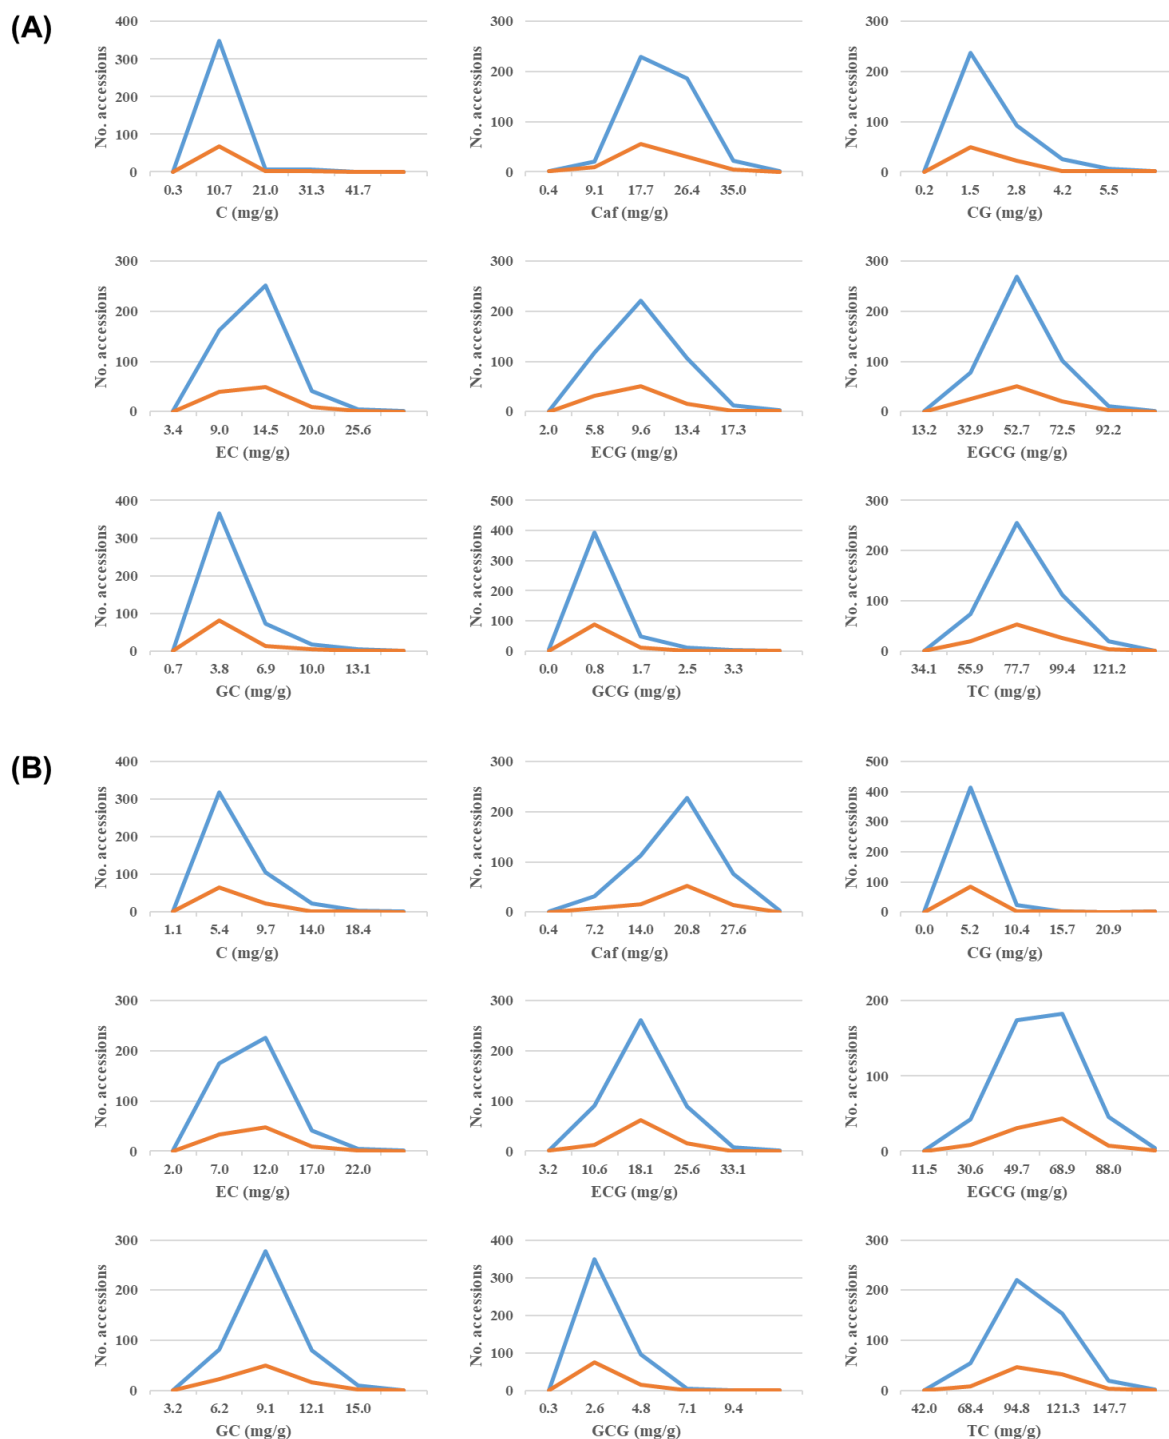 (A)
No. accessions
400
300
200
100
0
0.3 10.7 21.0 31.3 41.7
C (mg/g)
No. accessions
300
200
100
0
0.4 9.1 17.7 26.4 35.0
Caf (mg/g)
No. accessions
300
200
100
0
0.2 1.5 2.8 4.2 5.5
CG (mg/g)
No. accessions
300
200
100
0
3.4 9.0 14.5 20.0 25.6
EC (mg/g)
No. accessions
300
200
100
0
2.0 5.8 9.6 13.4 17.3
ECG (mg/g)
No. accessions
300
200
100
0
13.2 32.9 52.7 72.5 92.2
EGCG (mg/g)
No. accessions
400
300
200
100
0
0.7 3.8 6.9 10.0 13.1
GC (mg/g)
No. accessions
500
400
300
200
100
0
0.0 0.8 1.7 2.5 3.3
GCG (mg/g)
No. accessions
300
200
100
0
34.1 55.9 77.7 99.4 121.2
TC (mg/g)
(B)
No. accessions
400
300
200
100
0
1.1 5.4 9.7 14.0 18.4
C (mg/g)
No. accessions
300
200
100
0
0.4 7.2 14.0 20.8 27.6
Caf (mg/g)
No. accessions
500
400
300
200
100
0
0.0 5.2 10.4 15.7 20.9
CG (mg/g)
No. accessions
300
200
100
0
2.0 7.0 12.0 17.0 22.0
EC (mg/g)
No. accessions
300
200
100
0
3.2 10.6 18.1 25.6 33.1
ECG (mg/g)
No. accessions
200
100
0
11.5 30.6 49.7 68.9 88.0
EGCG (mg/g)
No. accessions
300
200
100
0
3.2 6.2 9.1 12.1 15.0
GC (mg/g)
No. accessions
400
300
200
100
0
0.3 2.6 4.8 7.1 9.4
GCG (mg/g)
No. accessions
300
200
100
0
42.0 68.4 94.8 121.3 147.7
TC (mg/g)